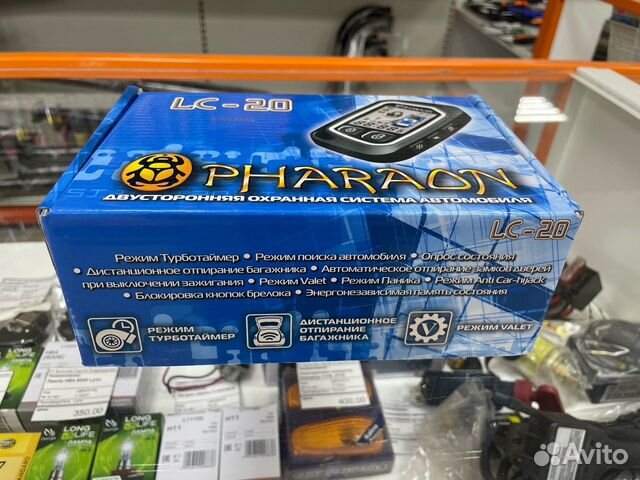 LC - 20
PHARAON
ДВУСТОРОННЯЯ ОХРАННАЯ СИСТЕМА АВТОМОБИЛЯ
LC-20
Режим Турботаймер • Режим поиска автомобиля • Опрос состояния
• Дистанционное отпирание багажника • Автоматическое отпирание замков дверей
при выключении зажигания • Режим Valet • Режим Паника • Режим Anti Car-hijack
• Блокировка кнопок брелока • Энергонезависимая память состояния
РЕЖИМ
ТУРБОТАЙМЕР
ДИСТАНЦИОННОЕ
ОТПИРАНИЕ
БАГАЖНИКА
РЕЖИМ VALET
350,00
400,00
LONG
LIFE
H11
H11
LONG
LIFE
Avito